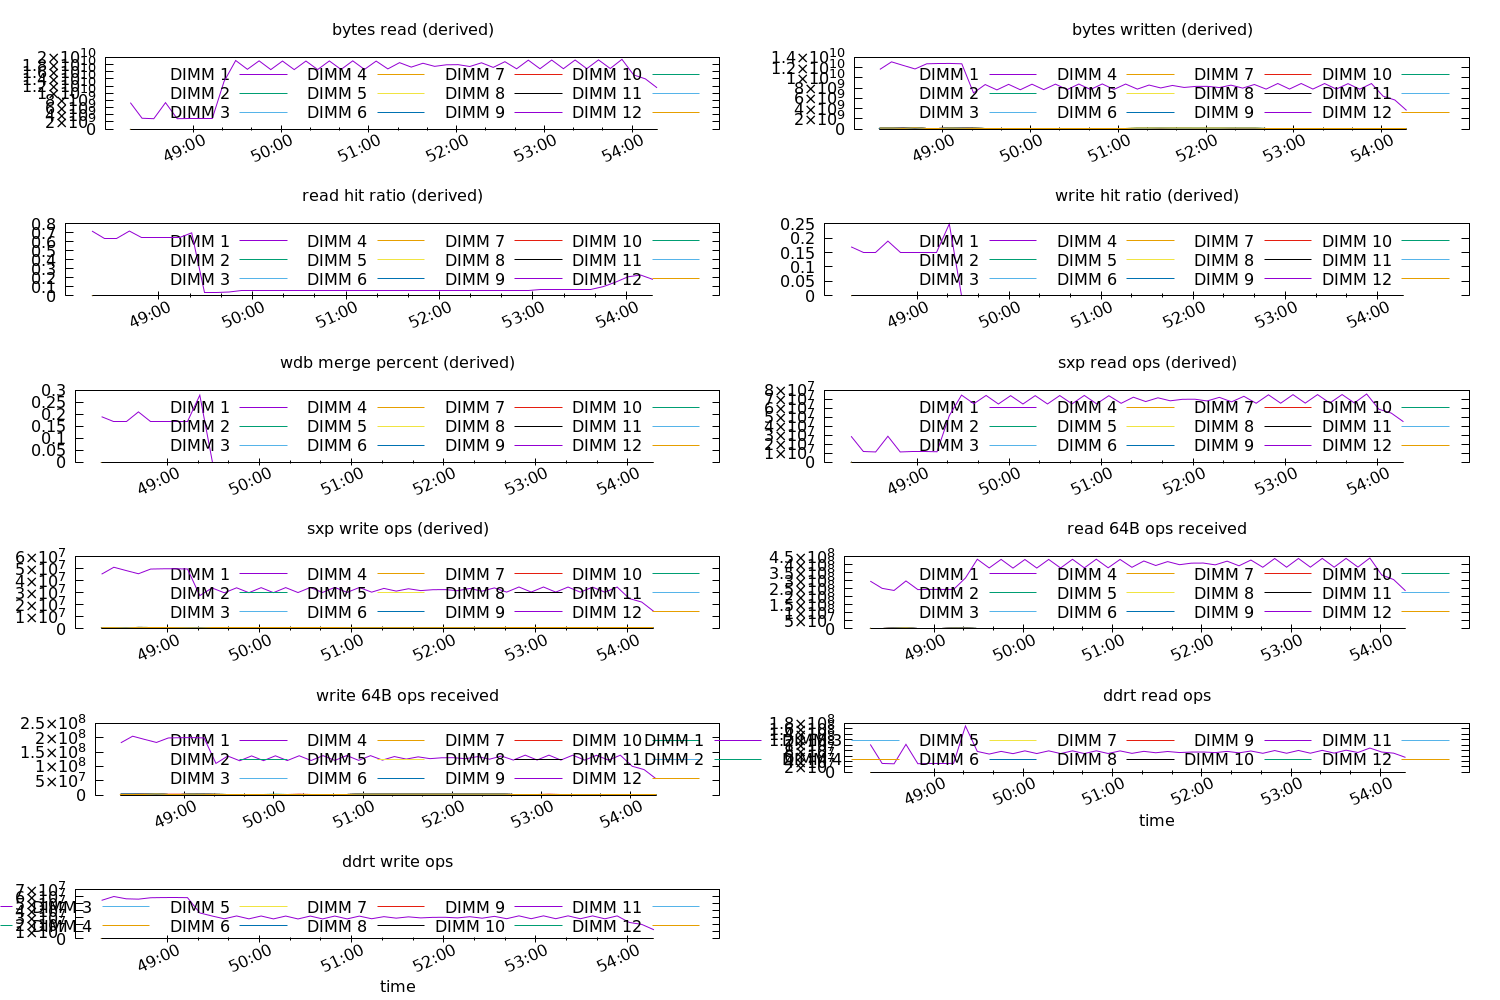 bytes read (derived)
2×10^10
DIMM 1 DIMM 4 DIMM 7 DIMM 10
DIMM 2 DIMM 5 DIMM 8 DIMM 11
DIMM 3 DIMM 6 DIMM 9 DIMM 12
0
49:00 50:00 51:00 52:00 53:00 54:00
bytes written (derived)
1.4×10^10
1.2×10^10
1×10^10
8×10^9
6×10^9
4×10^9
2×10^9
0
DIMM 1 DIMM 4 DIMM 7 DIMM 10
DIMM 2 DIMM 5 DIMM 8 DIMM 11
DIMM 3 DIMM 6 DIMM 9 DIMM 12
49:00 50:00 51:00 52:00 53:00 54:00
read hit ratio (derived)
0.8
0.7
0.6
0.5
0.4
0.3
0.2
0.1
0
DIMM 1 DIMM 4 DIMM 7 DIMM 10
DIMM 2 DIMM 5 DIMM 8 DIMM 11
DIMM 3 DIMM 6 DIMM 9 DIMM 12
49:00 50:00 51:00 52:00 53:00 54:00
write hit ratio (derived)
0.25
0.2
0.15
0.1
0.05
0
DIMM 1 DIMM 4 DIMM 7 DIMM 10
DIMM 2 DIMM 5 DIMM 8 DIMM 11
DIMM 3 DIMM 6 DIMM 9 DIMM 12
49:00 50:00 51:00 52:00 53:00 54:00
wdb merge percent (derived)
0.3
0.25
0.2
0.15
0.1
0.05
0
DIMM 1 DIMM 4 DIMM 7 DIMM 10
DIMM 2 DIMM 5 DIMM 8 DIMM 11
DIMM 3 DIMM 6 DIMM 9 DIMM 12
49:00 50:00 51:00 52:00 53:00 54:00
sxp read ops (derived)
8×10^7
7×10^7
6×10^7
5×10^7
4×10^7
3×10^7
2×10^7
1×10^7
0
DIMM 1 DIMM 4 DIMM 7 DIMM 10
DIMM 2 DIMM 5 DIMM 8 DIMM 11
DIMM 3 DIMM 6 DIMM 9 DIMM 12
49:00 50:00 51:00 52:00 53:00 54:00
sxp write ops (derived)
6×10^7
5×10^7
4×10^7
3×10^7
2×10^7
1×10^7
0
DIMM 1 DIMM 4 DIMM 7 DIMM 10
DIMM 2 DIMM 5 DIMM 8 DIMM 11
DIMM 3 DIMM 6 DIMM 9 DIMM 12
49:00 50:00 51:00 52:00 53:00 54:00
read 64B ops received
4.5×10^8
5×10^7
0
DIMM 1 DIMM 4 DIMM 7 DIMM 10
DIMM 2 DIMM 5 DIMM 8 DIMM 11
DIMM 3 DIMM 6 DIMM 9 DIMM 12
49:00 50:00 51:00 52:00 53:00 54:00
write 64B ops received
2.5×10^8
2×10^8
1.5×10^8
1×10^8
5×10^7
0
DIMM 1 DIMM 4 DIMM 7 DIMM 10
DIMM 2 DIMM 5 DIMM 8 DIMM 11
DIMM 3 DIMM 6 DIMM 9 DIMM 12
49:00 50:00 51:00 52:00 53:00 54:00
ddrt read ops
1.8×10^8
0
DIMM 1 DIMM 3 DIMM 5 DIMM 7 DIMM 9 DIMM 11
DIMM 2 DIMM 4 DIMM 6 DIMM 8 DIMM 10 DIMM 12
49:00 50:00 51:00 52:00 53:00 54:00
time
ddrt write ops
7×10^7
0
DIMM 3 DIMM 5 DIMM 7 DIMM 9 DIMM 11
DIMM 4 DIMM 6 DIMM 8 DIMM 10 DIMM 12
49:00 50:00 51:00 52:00 53:00 54:00
time